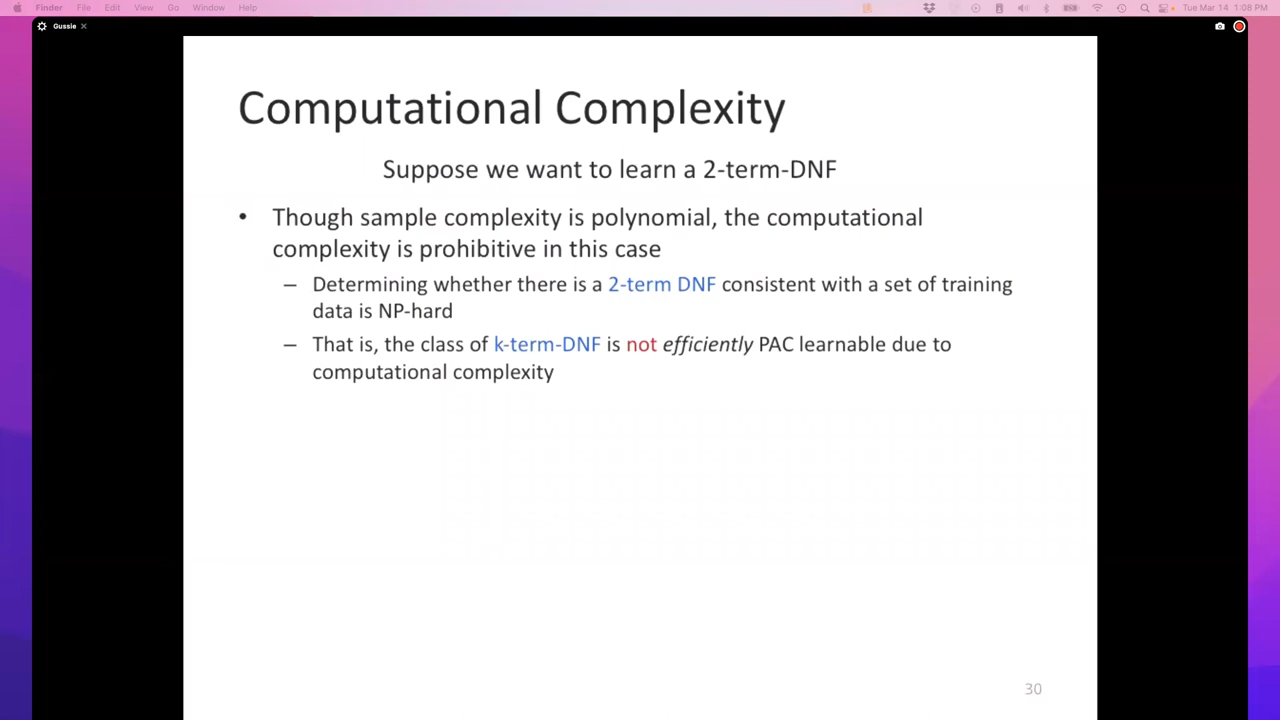 Finder File Edit View Go Window Help Tue Mar 14 1:08 PM
Gussie
Computational Complexity
Suppose we want to learn a 2-term-DNF
• Though sample complexity is polynomial, the computational
complexity is prohibitive in this case
– Determining whether there is a 2-term DNF consistent with a set of training
data is NP-hard
– That is, the class of k-term-DNF is not efficiently PAC learnable due to
computational complexity
30